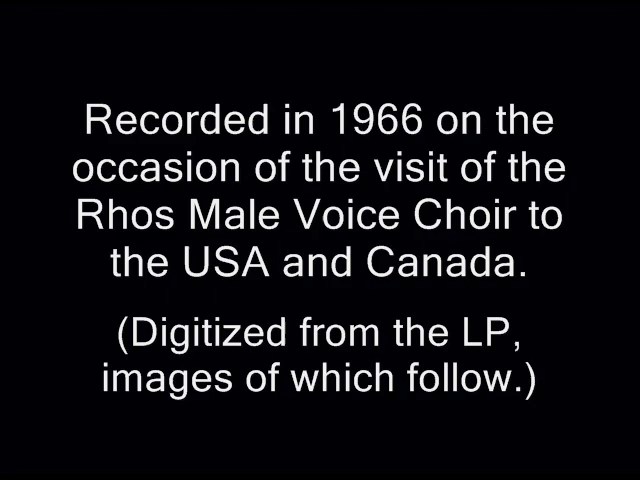 Recorded in 1966 on the
occasion of the visit of the
Rhos Male Voice Choir to
the USA and Canada.
(Digitized from the LP,
images of which follow.)